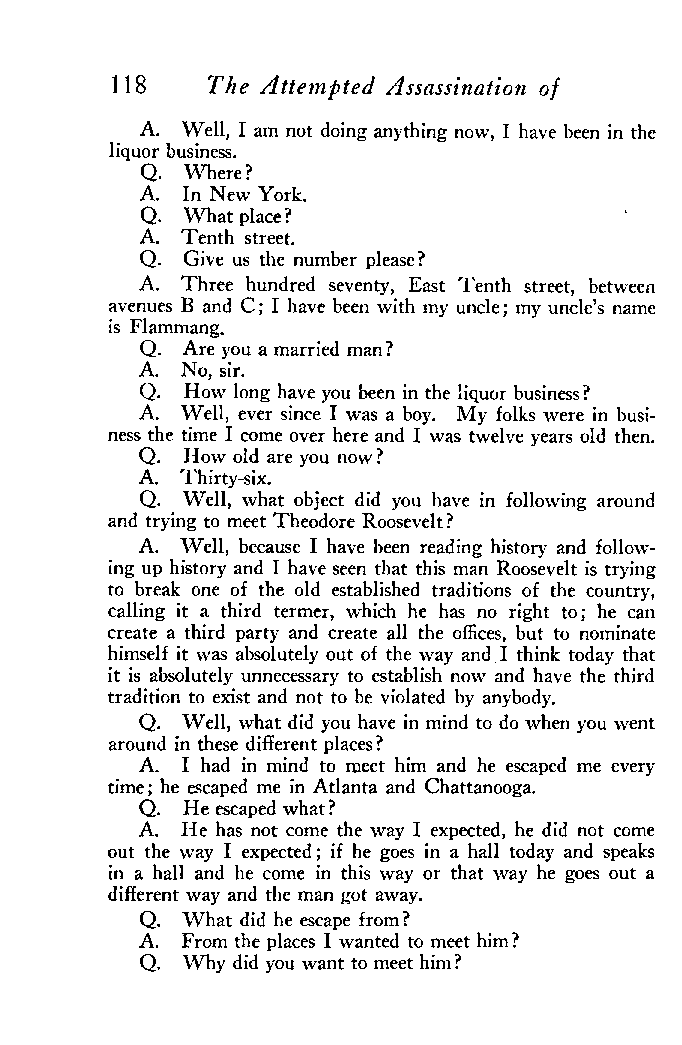 118 The Attempted Assassination of
A. Well, I am not doing anything now, I have been in the
liquor business.
Q. Where?
A. In New York.
Q. What place?
A. Tenth street.
Q. Give us the number please?
A. Three hundred seventy, East Tenth street, between
avenues B and C; I have been with my uncle; my uncle's name
is Flammang.
Q. Are you a married man?
A. No, sir.
Q. How long have you been in the liquor business?
A. Well, ever since I was a boy. My folks were in busi-
ness the time I come over here and I was twelve years old then.
Q. How old are you now?
A. Thirty-six.
Q. Well, what object did you have in following around
and trying to meet Theodore Roosevelt?
A. Well, because I have been reading history and follow-
ing up history and I have seen that this man Roosevelt is trying
to break one of the old established traditions of the country,
calling it a third termer, which he has no right to; he can
create a third party and create all the offices, but to nominate
himself it was absolutely out of the way and I think today that
it is absolutely unnecessary to establish now and have the third
tradition to exist and not to be violated by anybody.
Q. Well, what did you have in mind to do when you went
around in these different places?
A. I had in mind to meet him and he escaped me every
time; he escaped me in Atlanta and Chattanooga.
Q. He escaped what?
A. He has not come the way I expected, he did not come
out the way I expected; if he goes in a hall today and speaks
in a hall and he come in this way or that way he goes out a
different way and the man got away.
Q. What did he escape from?
A. From the places I wanted to meet him?
Q. Why did you want to meet him?